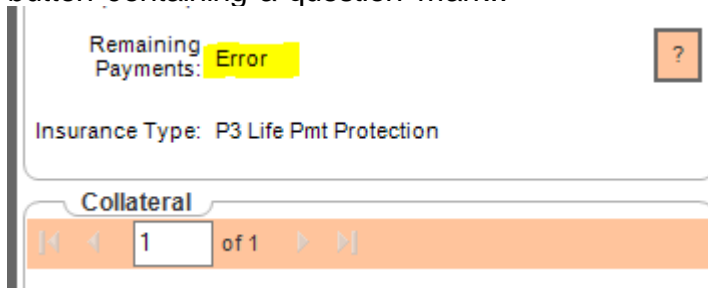 button containing a question mark.
Remaining
Payments: Error
?
Insurance Type: P3 Life Pmt Protection
Collateral
1 of 1